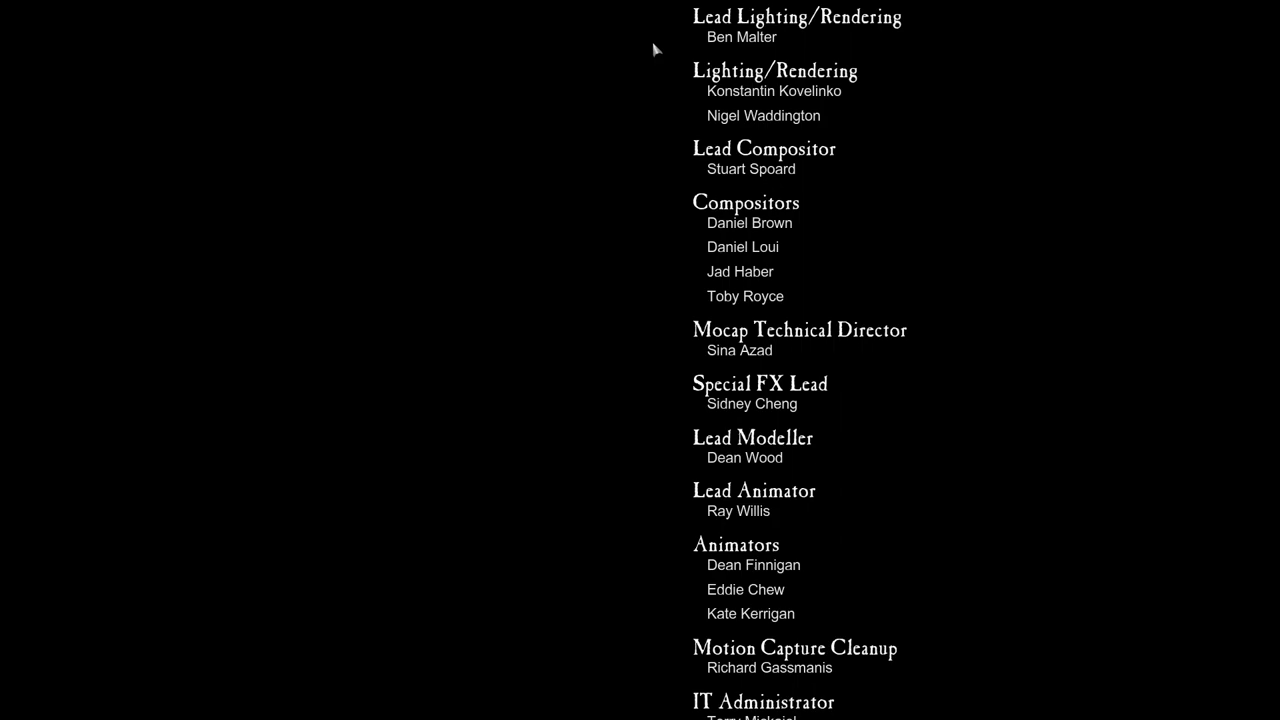 Lead Lighting/Rendering
Ben Malter
Lighting/Rendering
Konstantin Kovelinko
Nigel Waddington
Lead Compositor
Stuart Spoard
Compositors
Daniel Brown
Daniel Loui
Jad Haber
Toby Royce
Mocap Technical Director
Sina Azad
Special FX Lead
Sidney Cheng
Lead Modeller
Dean Wood
Lead Animator
Ray Willis
Animators
Dean Finnigan
Eddie Chew
Kate Kerrigan
Motion Capture Cleanup
Richard Gassmanis
IT Administrator